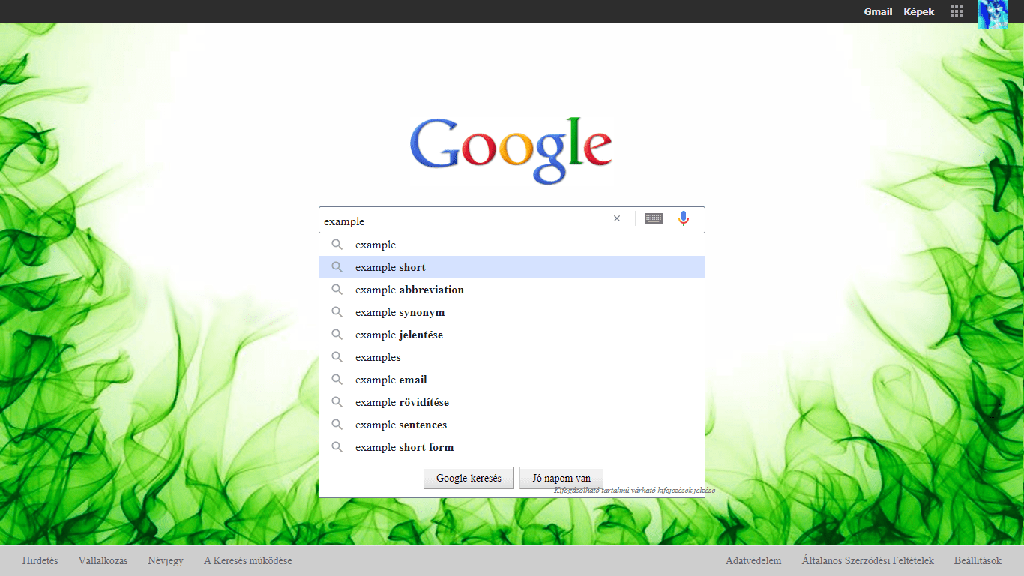 Gmail Képek
Google
example
example
example short
example abbreviation
example synonym
example jelentése
examples
example email
example rövidítése
example sentences
example short form
Google-keresés Jó napom van
Kifogásolható tartalmú várható kifejezések jelzése
Hirdetés Vállalkozás Névjegy A Keresés működése Adatvédelem Általános Szerződési Feltételek Beállítások